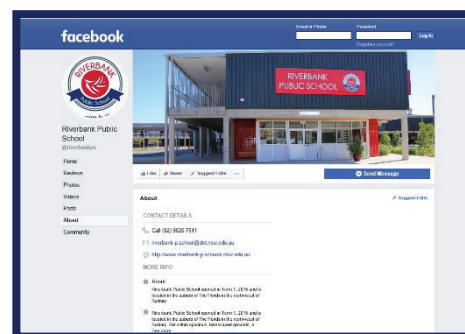 facebook
Email or Phone
Password
Log In
Forgotten account?
RIVERBANK
Public School
RIVERBANK
PUBLIC SCHOOL
Riverbank Public
School
@riverbankps
Home
Reviews
Photos
Videos
Posts
About
Community
Like
Share
Suggest Edits
Send Message
About
Suggest Edits
CONTACT DETAILS
Call (02) 9626 7511
riverbank-p.school@det.nsw.edu.au
http://www.riverbank-p.schools.nsw.edu.au
MORE INFO
About
Riverbank Public School opened in Term 1, 2015 and is
located in the suburb of The Ponds in the north-west of
Sydney
Riverbank Public School opened in Term 1, 2015 and is
located in the suburb of The Ponds in the north-west of
Sydney. Set within spacious, landscaped grounds, a